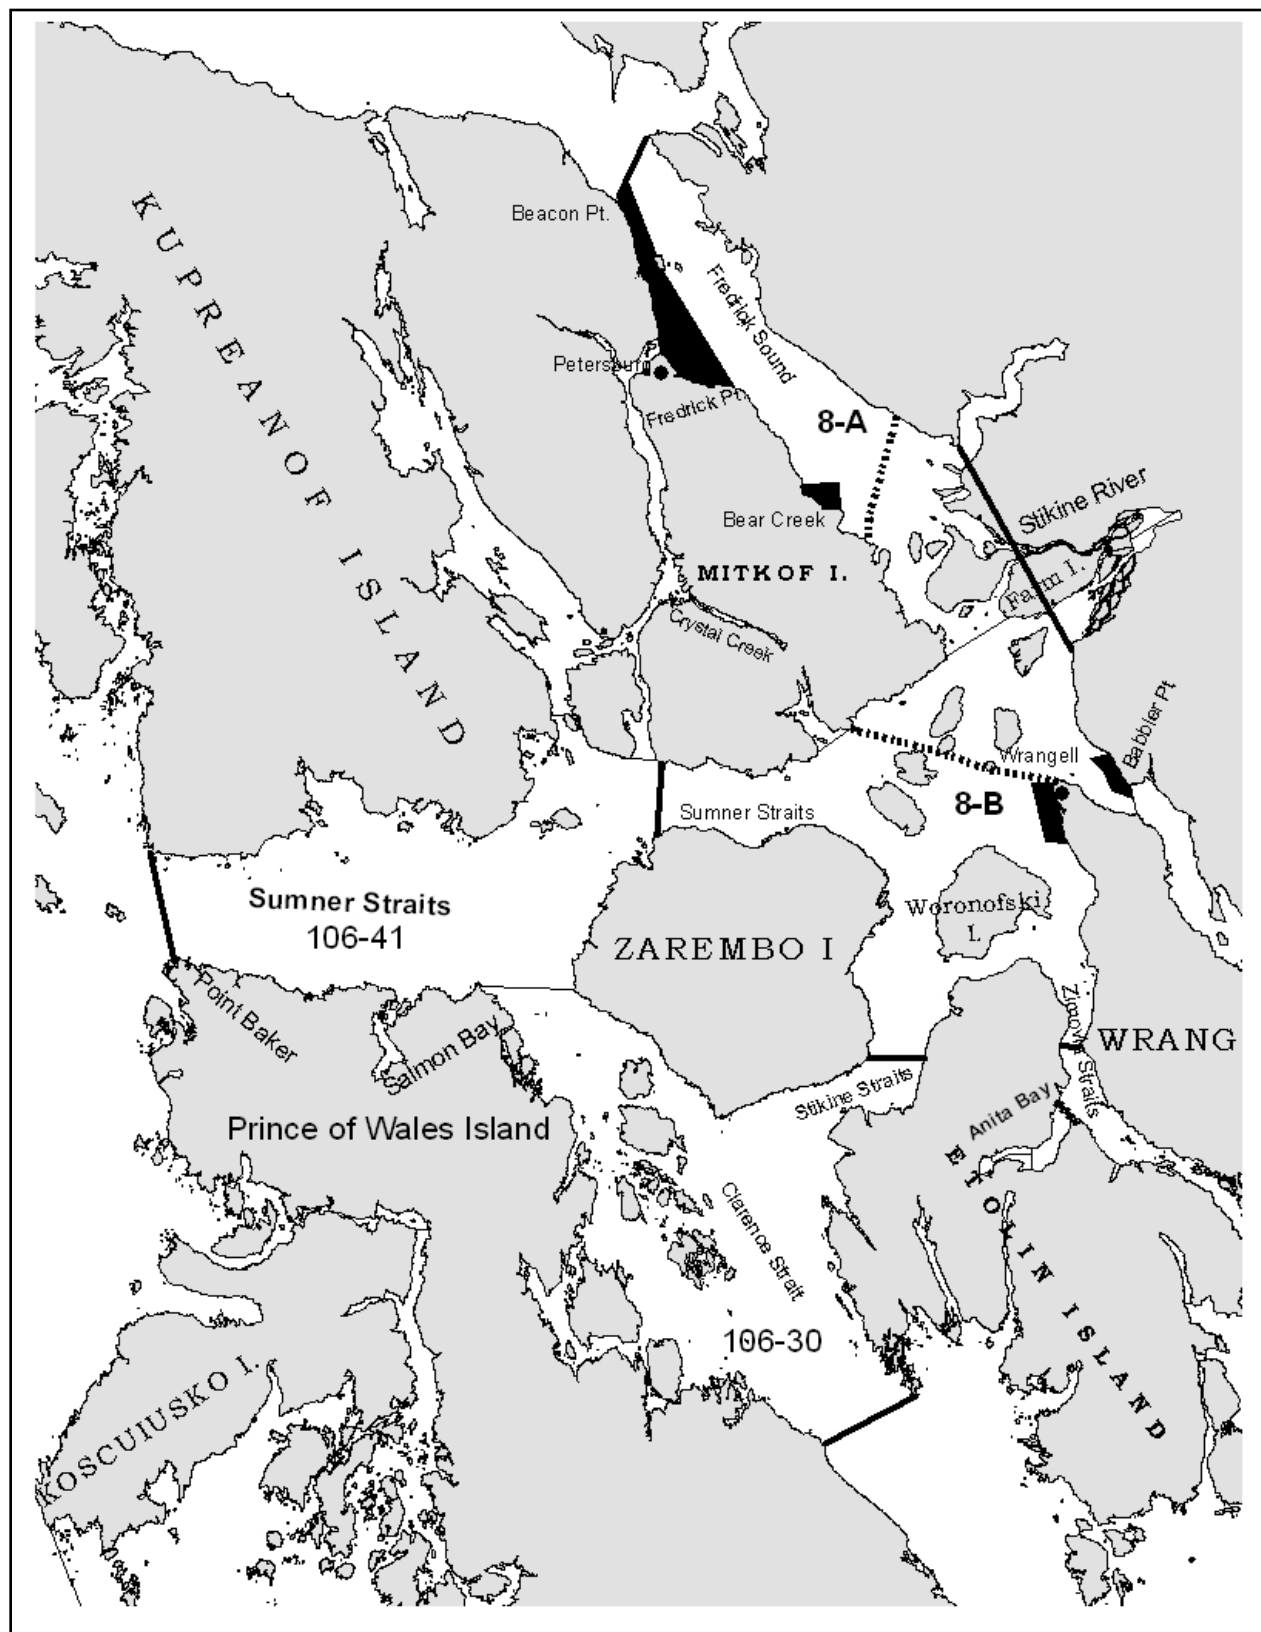 KUPREANOF ISLAND
Beacon Pt.
Fredrick Sound
Petersburg
Fredrick Pt.
8-A
Bear Creek
Stikine River
MITKOF I.
Farm I.
Crystal Creek
Babbler Pt
Wrangell
Sumner Straits
8-B
Sumner Straits
106-41
Woronofski
I.
ZAREMBO I
Point Baker
Salmon Bay
Zimovia Straits
WRANG
Stikine Straits
Anita Bay
Prince of Wales Island
ETOLIN ISLAND
Clarence Strait
106-30
KOSCUIUSKO I.